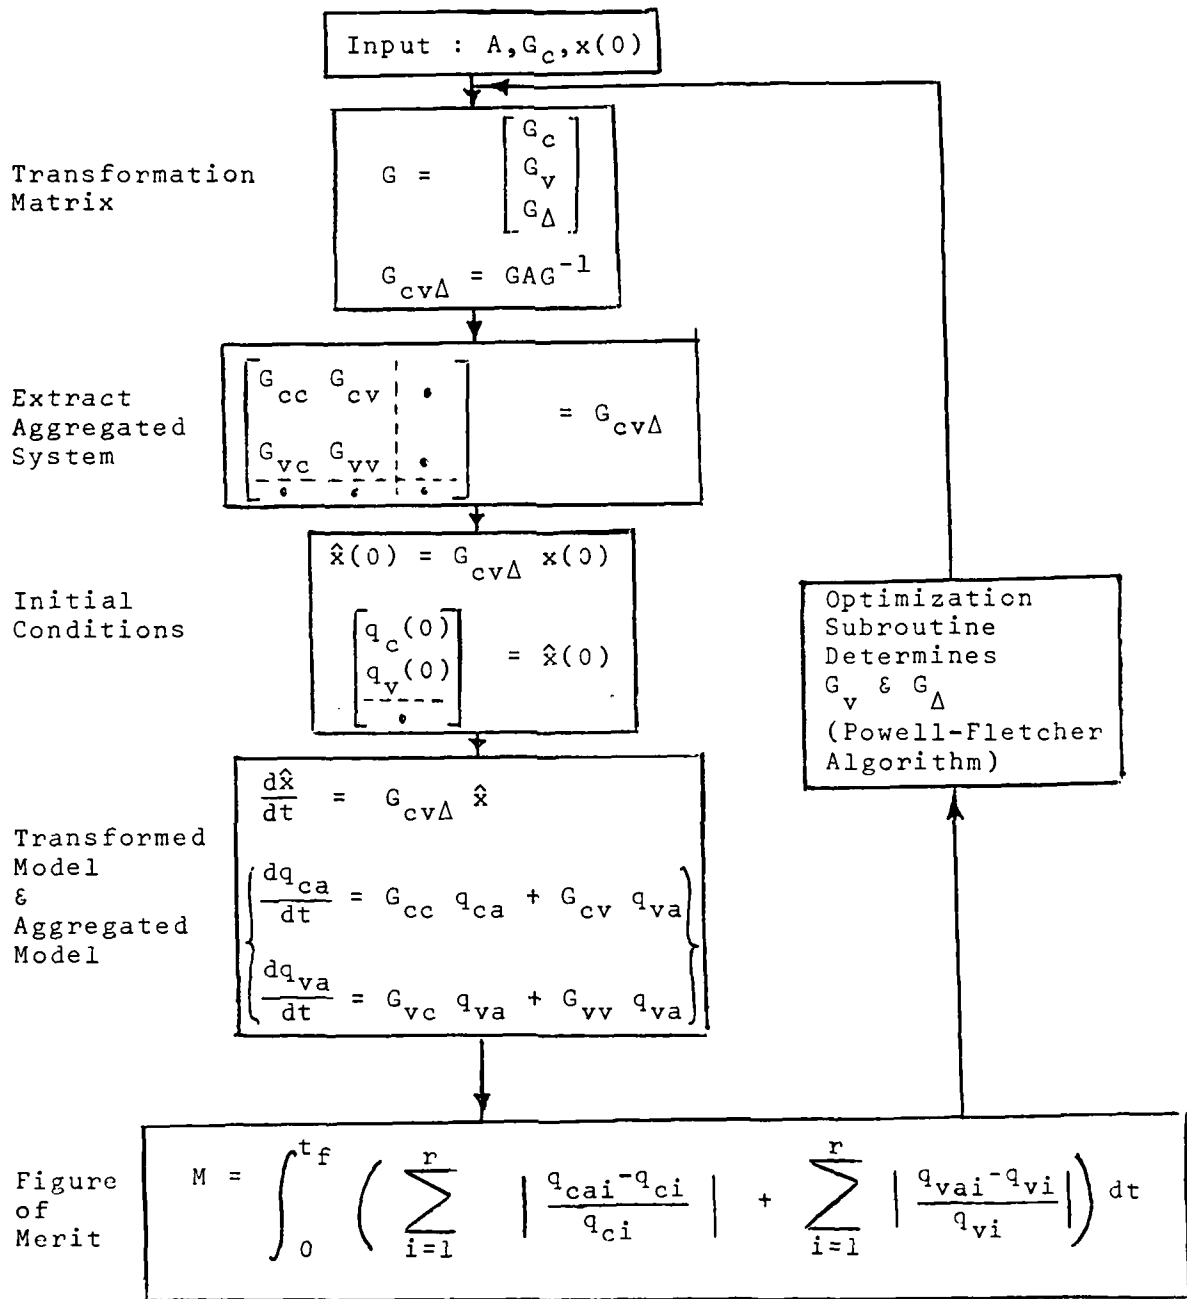 Input : A,G_c,x(0)
Transformation
Matrix
G = [G_c
G_v
G_Δ]
G_cvΔ = GAG^-1
Extract
Aggregated
System
[G_cc G_cv | .
G_vc G_vv | .
. . .] = G_cvΔ
Initial
Conditions
x̂(0) = G_cvΔ x(0)
[q_c(0)
q_v(0)
.] = x̂(0)
Optimization
Subroutine
Determines
G_v & G_Δ
(Powell-Fletcher
Algorithm)
Transformed
Model
&
Aggregated
Model
dx̂/dt = G_cvΔ x̂
{dq_ca/dt = G_cc q_ca + G_cv q_va
dq_va/dt = G_vc q_va + G_vv q_va}
Figure
of
Merit
M = ∫_0^t_f ( ∑_i=1^r | (q_cai-q_ci)/q_ci | + ∑_i=1^r | (q_vai-q_vi)/q_vi | ) dt